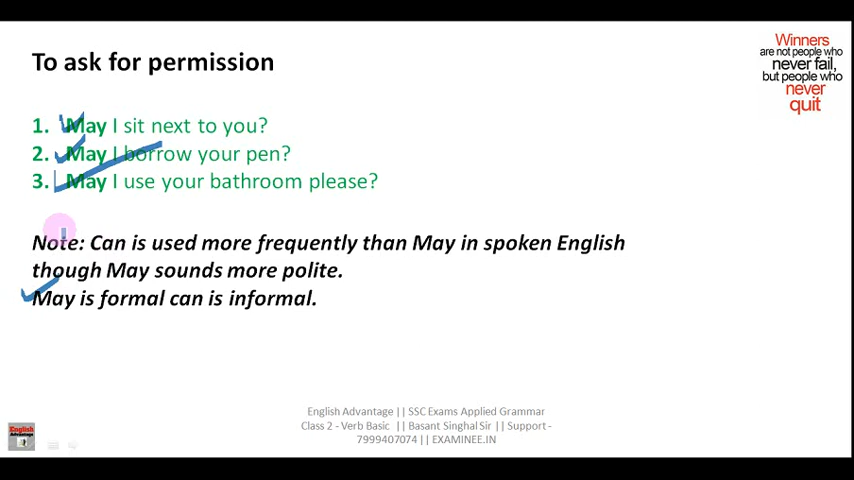 To ask for permission
Winners
are not people who
never fail,
but people who
never
quit
1. May I sit next to you?
2. May I borrow your pen?
3. May I use your bathroom please?
Note: Can is used more frequently than May in spoken English
though May sounds more polite.
May is formal can is informal.
English Advantage || SSC Exams Applied Grammar
Class 2 - Verb Basic || Basant Singhal Sir || Support -
7999407074 || EXAMINEE.IN
English
Advantage